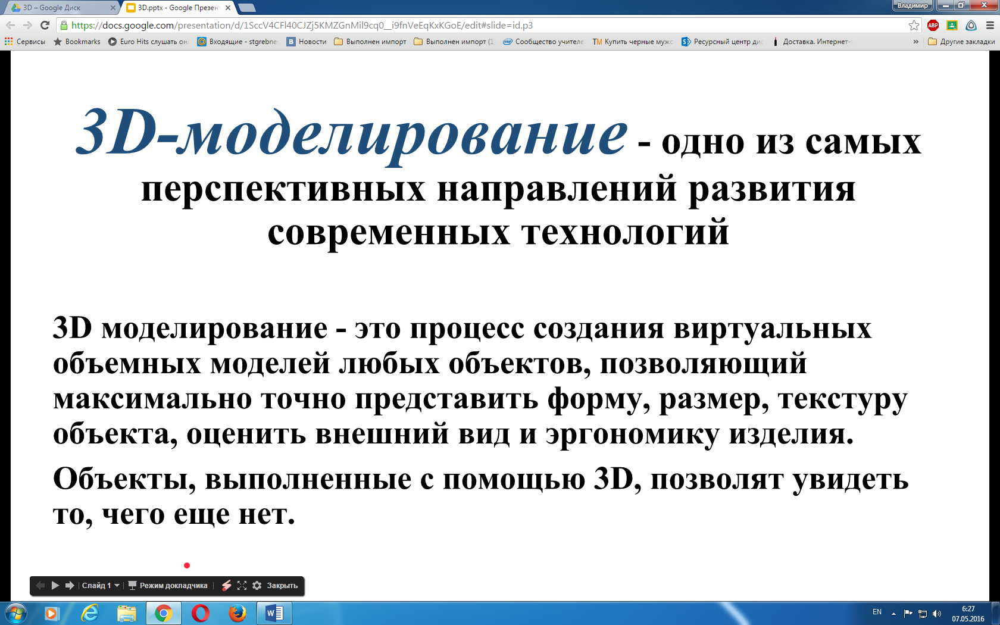 3D – Google Диск
3D.pptx - Google Презен
Владимир
https://docs.google.com/presentation/d/1SccV4CFl40CJZj5KMZGnMil9cq0__i9fnVeEqKxKGoE/edit#slide=id.p3
ABP
Сервисы Bookmarks Euro Hits слушать он Входящие - stgrebne Новости Выполнен импорт Выполнен импорт (1 Сообщество учителе Купить черные мужс Ресурсный центр дис Доставка. Интернет- » Другие закладки
3D-моделирование - одно из самых
перспективных направлений развития
современных технологий
3D моделирование - это процесс создания виртуальных
объемных моделей любых объектов, позволяющий
максимально точно представить форму, размер, текстуру
объекта, оценить внешний вид и эргономику изделия.
Объекты, выполненные с помощью 3D, позволят увидеть
то, чего еще нет.
Слайд 1 Режим докладчика Закрыть
EN
6:27
07.05.2016